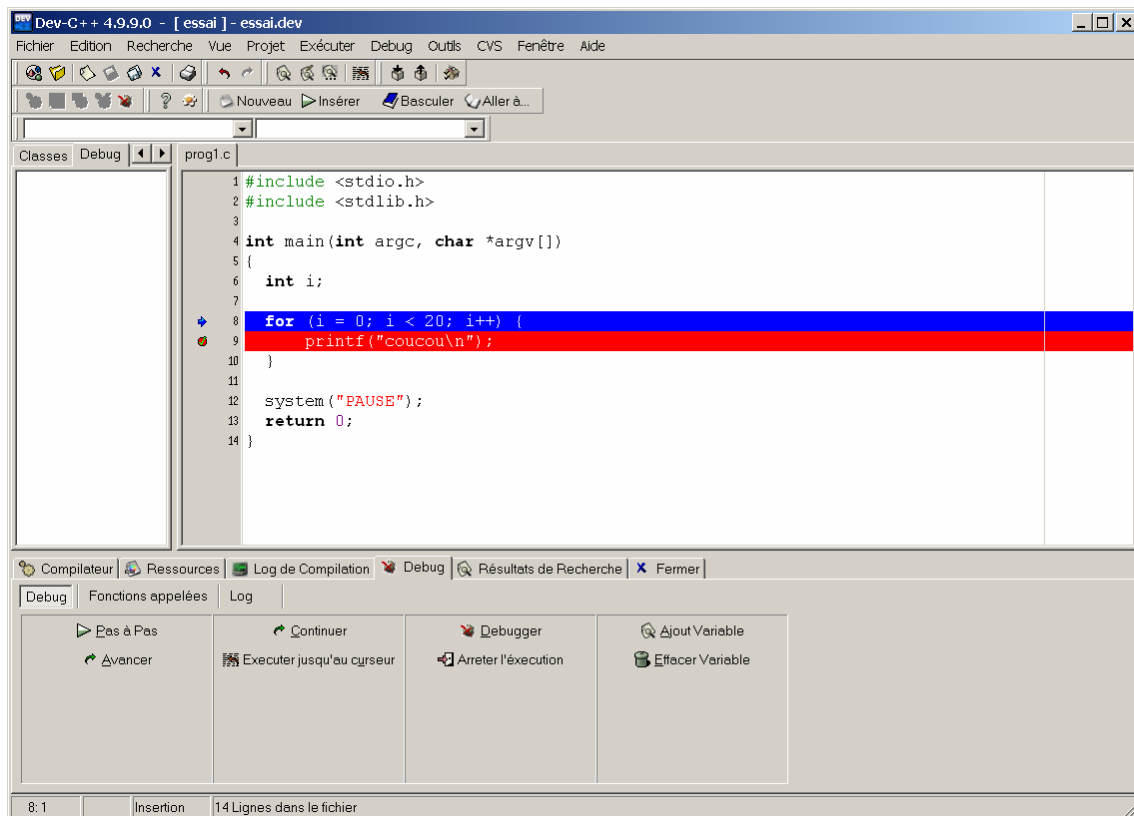 Dev-C++ 4.9.9.0 - [ essai ] - essai.dev
Fichier Edition Recherche Vue Projet Exécuter Debug Outils CVS Fenêtre Aide
Nouveau Insérer Basculer Aller à...
Classes Debug prog1.c
1 #include <stdio.h>
2 #include <stdlib.h>
3
4 int main(int argc, char *argv[])
5 {
6 int i;
7
8 for (i = 0; i < 20; i++) {
9 printf("coucou\n");
10 }
11
12 system("PAUSE");
13 return 0;
14 }
Compilateur Ressources Log de Compilation Debug Résultats de Recherche Fermer
Debug Fonctions appelées Log
Pas à Pas Continuer Debugger Ajout Variable
Avancer Executer jusqu'au curseur Arreter l'éxecution Effacer Variable
8: 1 Insertion 14 Lignes dans le fichier